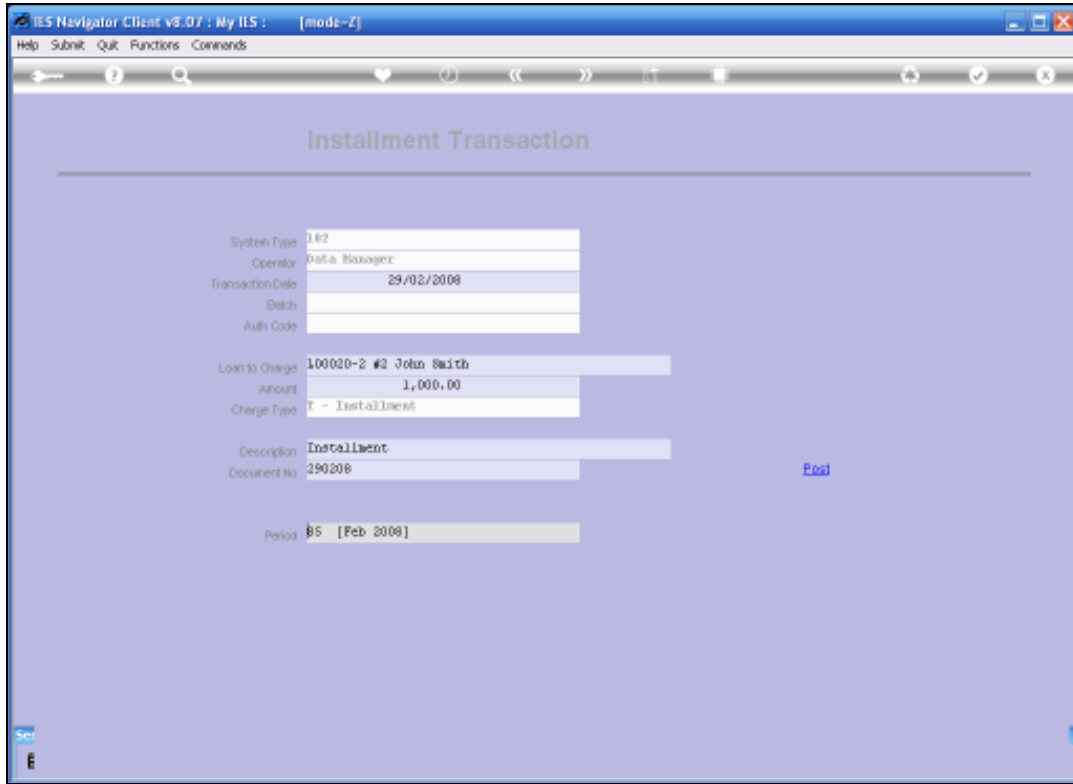 IES Navigator Client v8.07 : My IES : [mode-Z]
Help Submit Quit Functions Commands
Installment Transaction
System Type 102
Operator Data Manager
Transaction Date 29/02/2008
Batch
Auth Code
Loan to Charge 100020-2 #2 John Smith
Amount 1,000.00
Charge Type T - Installment
Description Installment
Document No 290208 Post
Period 85 [Feb 2008]
Ses